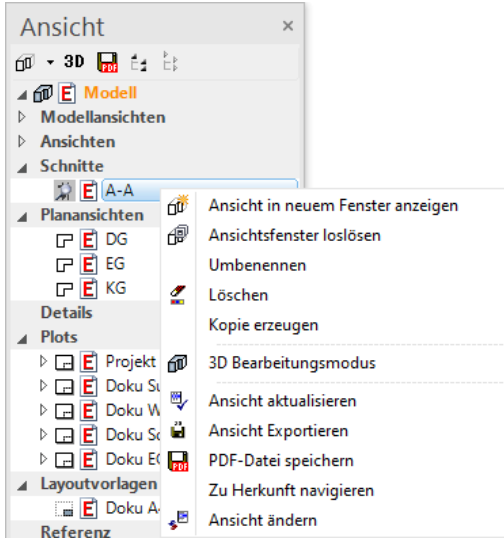 Ansicht
3D PDF
E Modell
Modellansichten
Ansichten
Schnitte
E A-A
Planansichten
E DG
E EG
E KG
Details
Plots
E Projekt
E Doku
E Doku
E Doku
E Doku
Layoutvorlagen
E Doku
Referenz
Ansicht in neuem Fenster anzeigen
Ansichtsfenster loslösen
Umbenennen
Löschen
Kopie erzeugen
3D Bearbeitungsmodus
Ansicht aktualisieren
Ansicht Exportieren
PDF PDF-Datei speichern
Zu Herkunft navigieren
Ansicht ändern